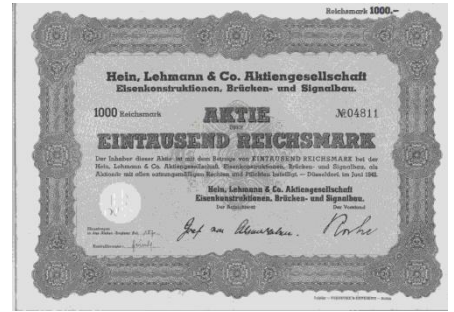 Reichsmark 1000.–
Hein, Lehmann & Co. Aktiengesellschaft
Eisenkonstruktionen, Brücken- und Signalbau.
1000 Reichsmark AKTIE №04811
über
EINTAUSEND REICHSMARK
Der Inhaber dieser Aktie ist mit dem Betrage von EINTAUSEND REICHSMARK bei der
Hein, Lehmann & Co. Aktiengesellschaft Eisenkonstruktionen, Brücken- und Signalbau, als
Aktionär mit allen satzungsmäßigen Rechten und Pflichten beteiligt. — Düsseldorf, im Juni
Hein, Lehmann & Co. Aktiengesellschaft
Eisenkonstruktionen, Brücken- und Signalbau.
Der Aufsichtsrat Der Vorstand